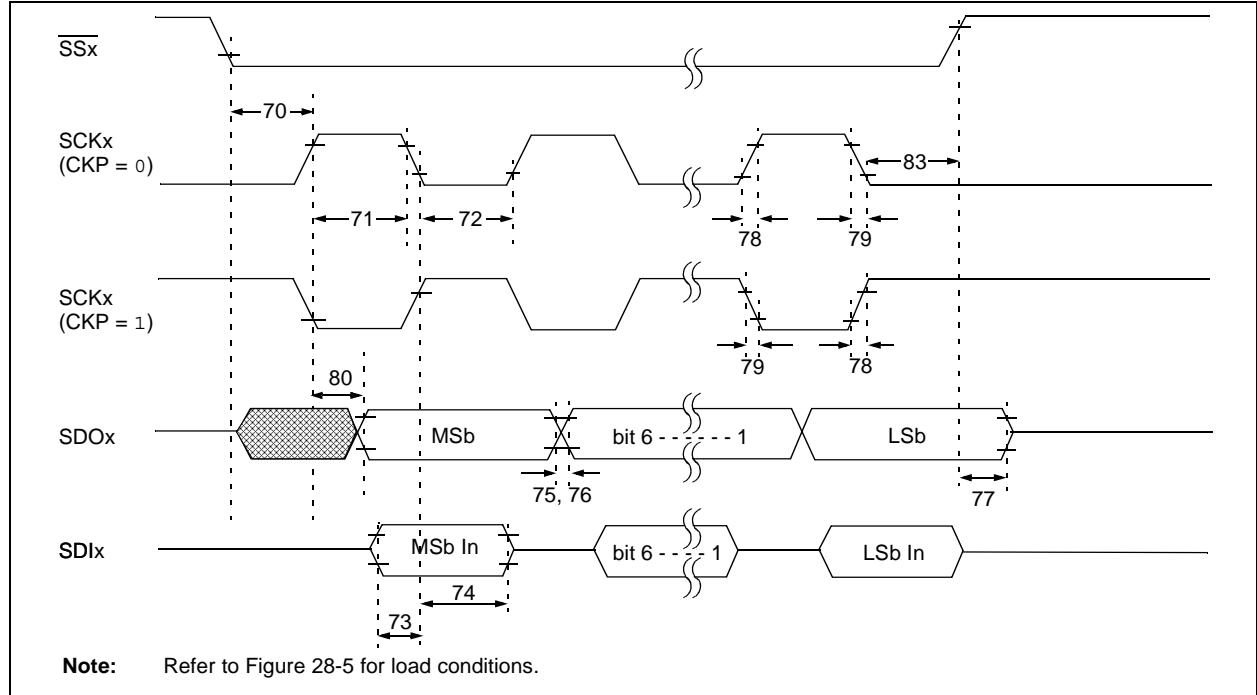 SSx
70
SCKx
(CKP = 0)
83
71
72
78
79
SCKx
(CKP = 1)
79
78
80
SDOx
MSb
bit 6 - - - - - - 1
LSb
75, 76
77
SDIx
MSb In
bit 6 - - - - 1
LSb In
74
73
Note: Refer to Figure 28-5 for load conditions.